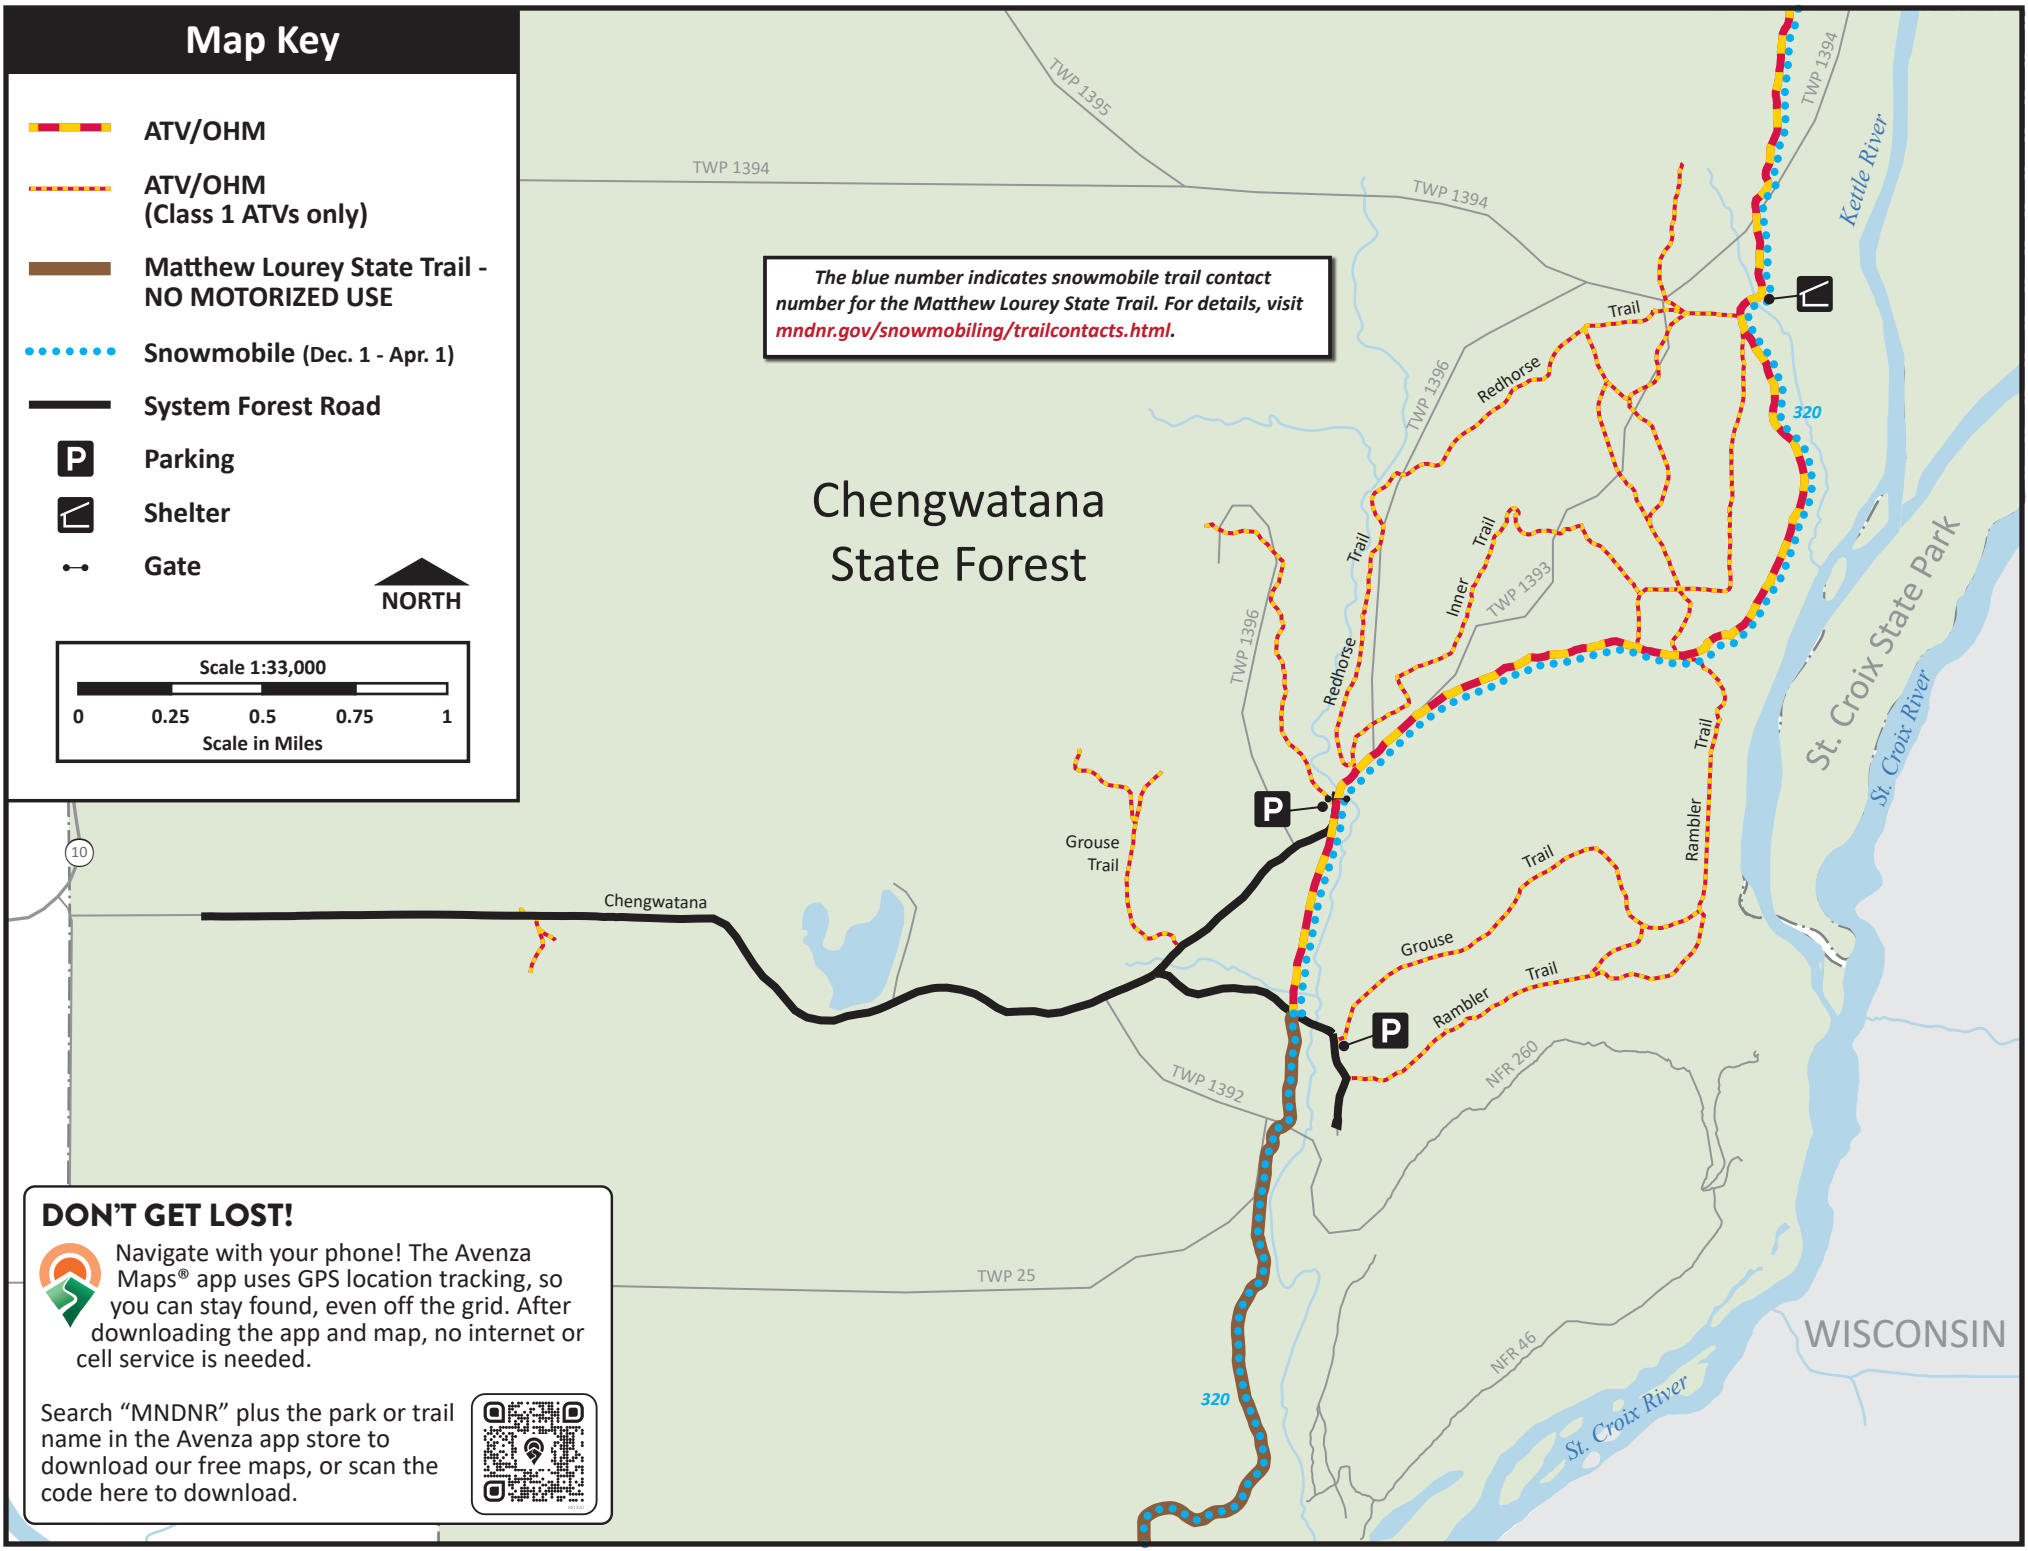 Map Key
ATV/OHM
ATV/OHM
(Class 1 ATVs only)
Matthew Lourey State Trail -
NO MOTORIZED USE
Snowmobile (Dec. 1 - Apr. 1)
System Forest Road
P
Parking
Shelter
Gate
NORTH
Scale 1:33,000
0 0.25 0.5 0.75 1
Scale in Miles
TWP 1395
TWP 1394
TWP 1394
TWP 1394
Kettle River
The blue number indicates snowmobile trail contact
number for the Matthew Lourey State Trail. For details, visit
mndnr.gov/snowmobiling/trailcontacts.html.
Trail
Redhorse
TWP 1396
320
Chengwatana
State Forest
Trail
Trail
Inner
TWP 1393
Redhorse
TWP 1396
St. Croix State Park
St. Croix River
Trail
Rambler
P
Grouse
Trail
10
Chengwatana
Trail
Grouse
Trail
Rambler
P
NFR 260
TWP 1392
TWP 25
NFR 46
320
St. Croix River
WISCONSIN
DON'T GET LOST!
Navigate with your phone! The Avenza
Maps® app uses GPS location tracking, so
you can stay found, even off the grid. After
downloading the app and map, no internet or
cell service is needed.
Search “MNDNR” plus the park or trail
name in the Avenza app store to
download our free maps, or scan the
code here to download.